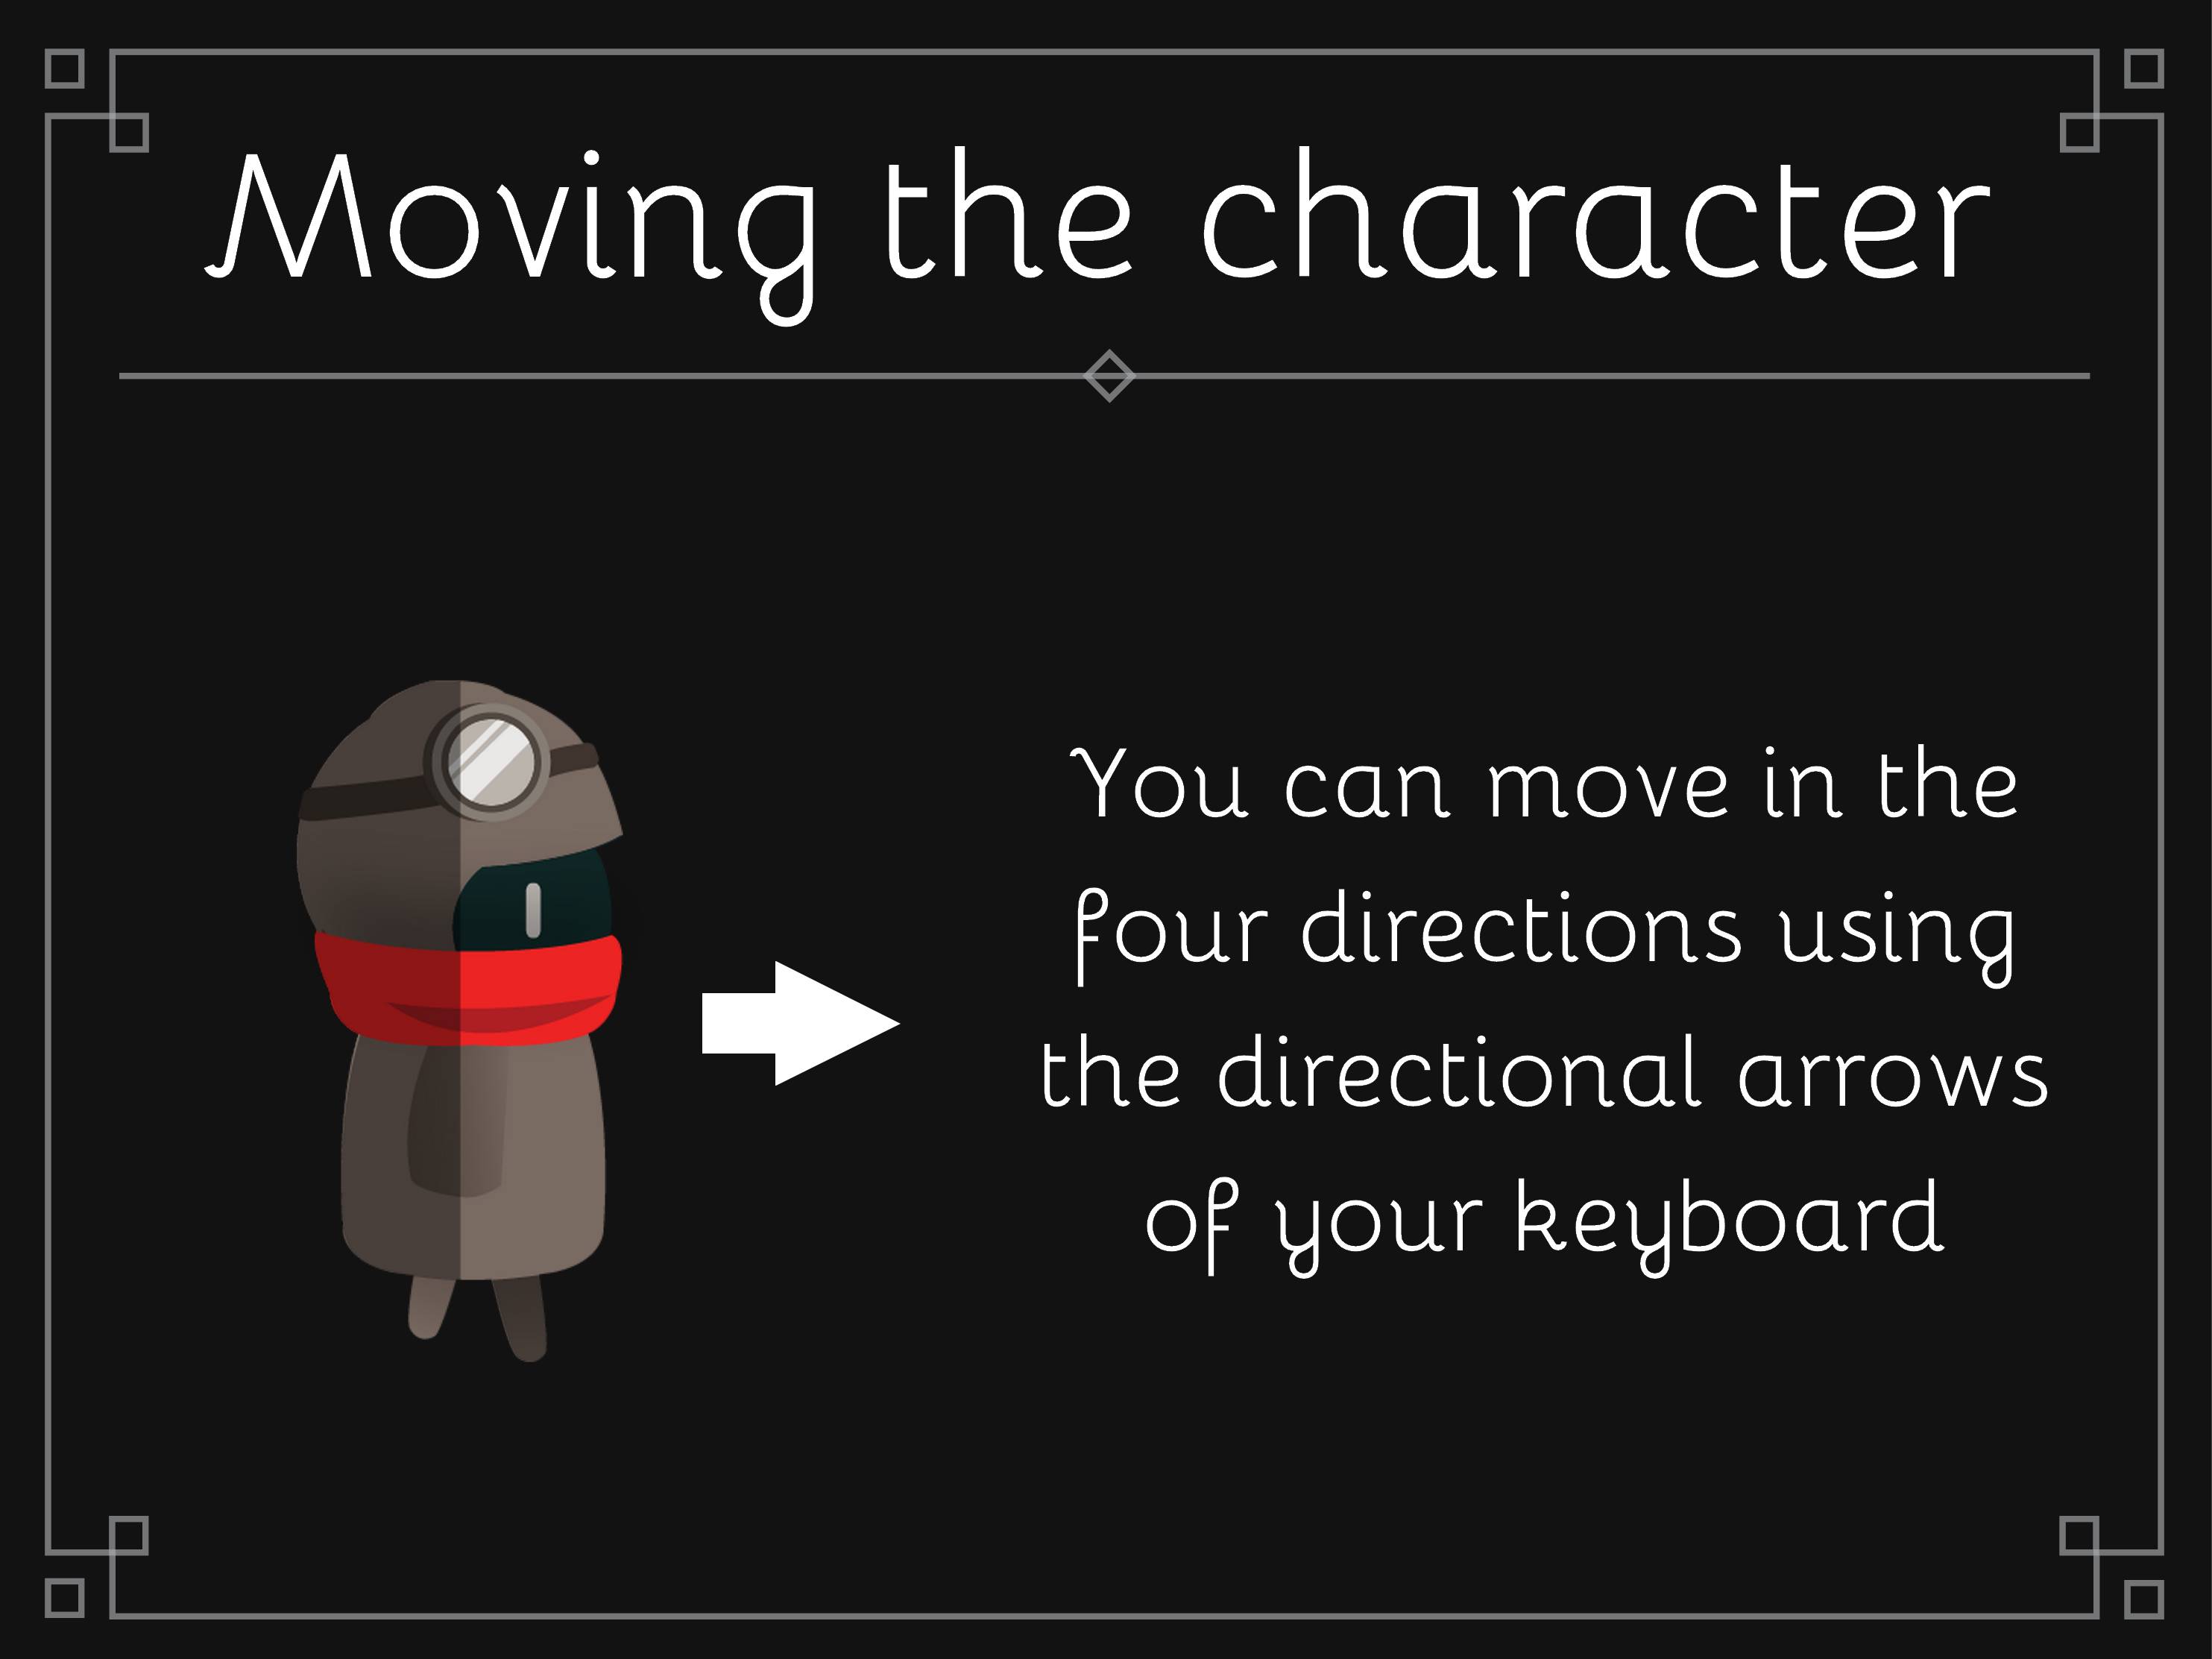 Moving the character
You can move in the
four directions using
the directional arrows
of your keyboard